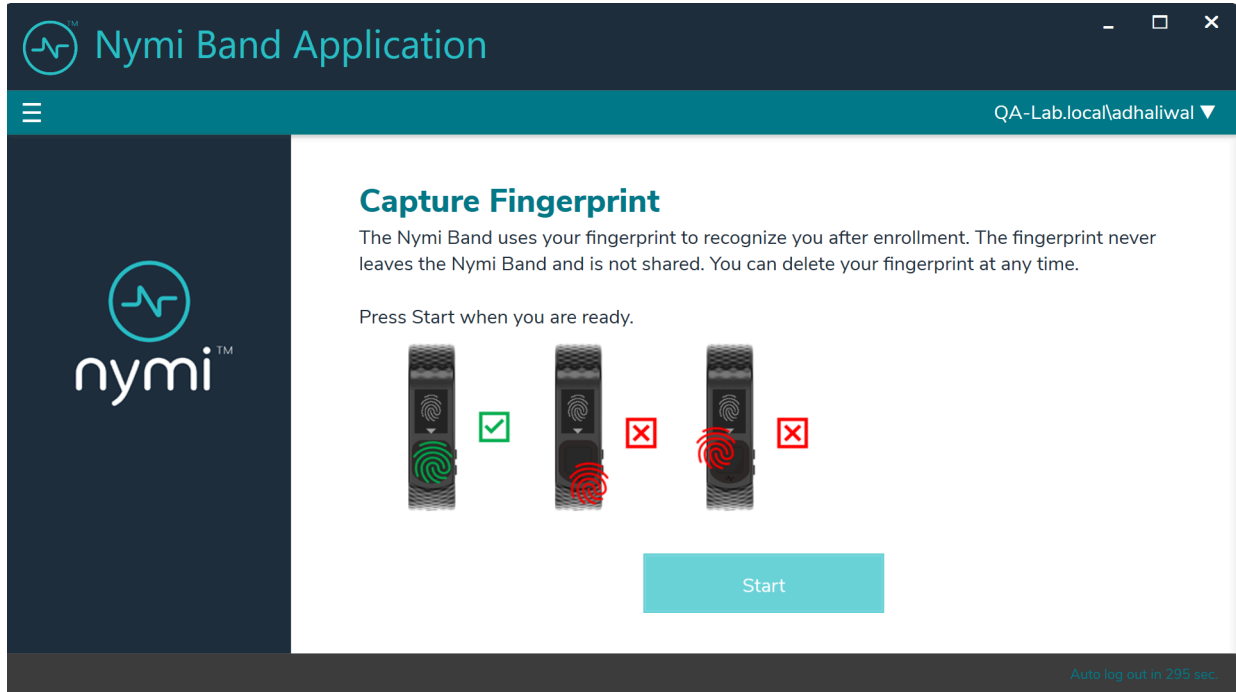 Nymi Band Application
TM
QA-Lab.local\adhaliwal
nymi
TM
Capture Fingerprint
The Nymi Band uses your fingerprint to recognize you after enrollment. The fingerprint never
leaves the Nymi Band and is not shared. You can delete your fingerprint at any time.
Press Start when you are ready.
Start
Auto log out in 295 sec.